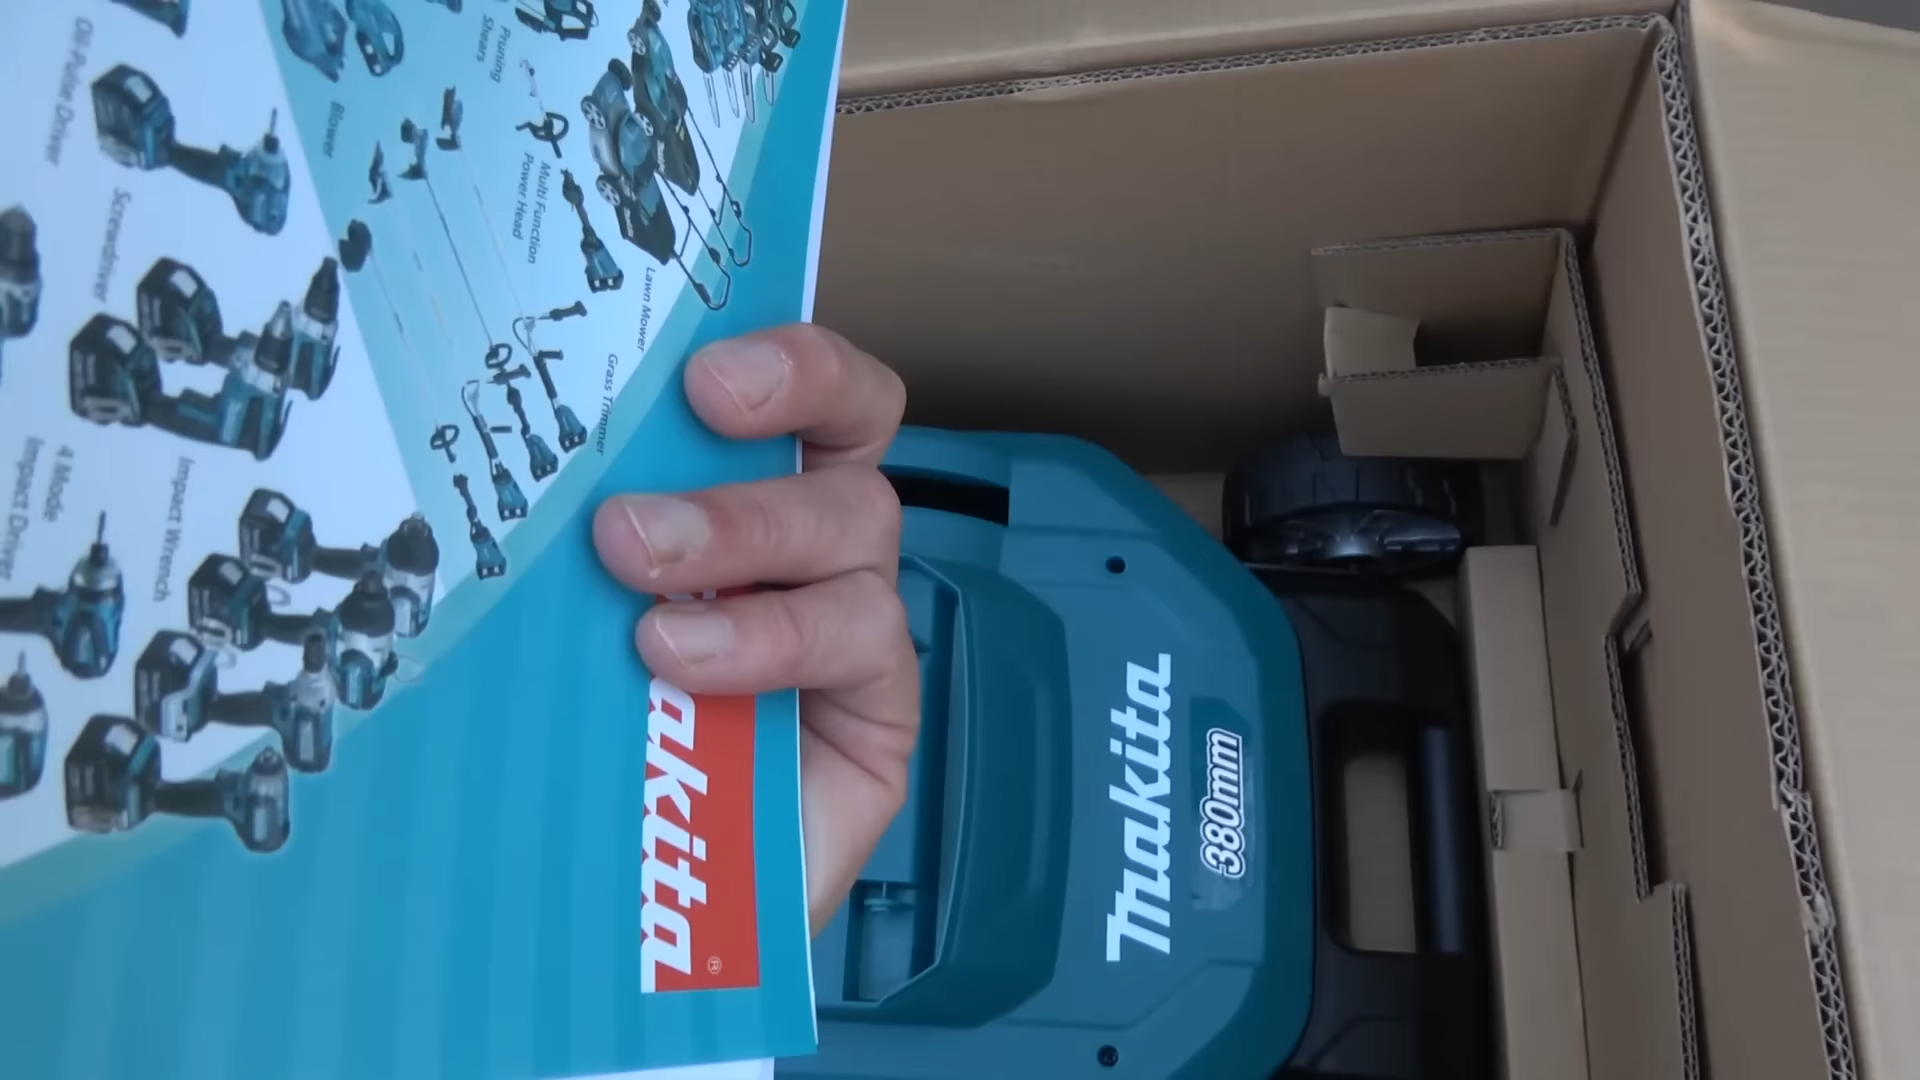 Oil-Pulse Driver
Screwdriver
4 Mode
Impact Driver
Impact Wrench
Blower
Pruning
Shears
Multi Function
Power Head
Lawn Mower
Grass Trimmer
akita®
makita
380mm